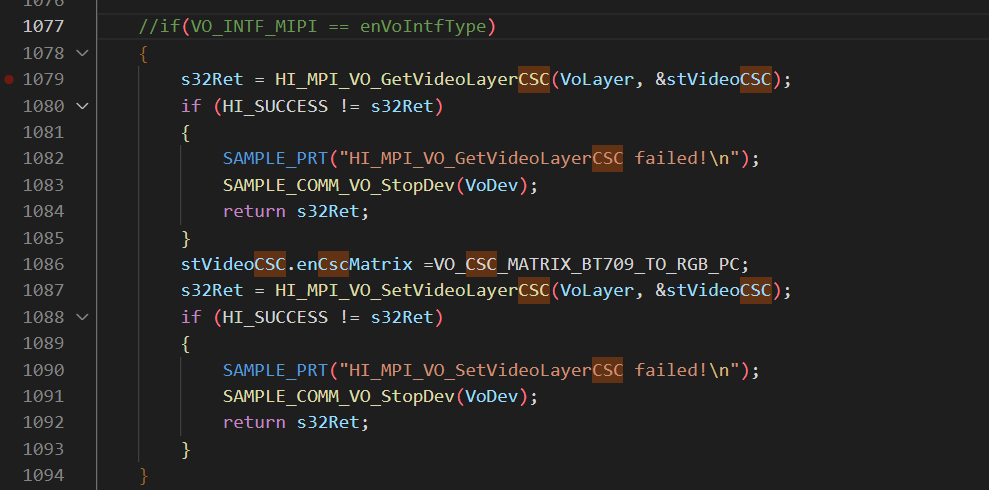 1076
1077 //if(VO_INTF_MIPI == enVoIntfType)
1078 {
1079 s32Ret = HI_MPI_VO_GetVideoLayerCSC(VoLayer, &stVideoCSC);
1080 if (HI_SUCCESS != s32Ret)
1081 {
1082 SAMPLE_PRT("HI_MPI_VO_GetVideoLayerCSC failed!\n");
1083 SAMPLE_COMM_VO_StopDev(VoDev);
1084 return s32Ret;
1085 }
1086 stVideoCSC.enCscMatrix =VO_CSC_MATRIX_BT709_TO_RGB_PC;
1087 s32Ret = HI_MPI_VO_SetVideoLayerCSC(VoLayer, &stVideoCSC);
1088 if (HI_SUCCESS != s32Ret)
1089 {
1090 SAMPLE_PRT("HI_MPI_VO_SetVideoLayerCSC failed!\n");
1091 SAMPLE_COMM_VO_StopDev(VoDev);
1092 return s32Ret;
1093 }
1094 }